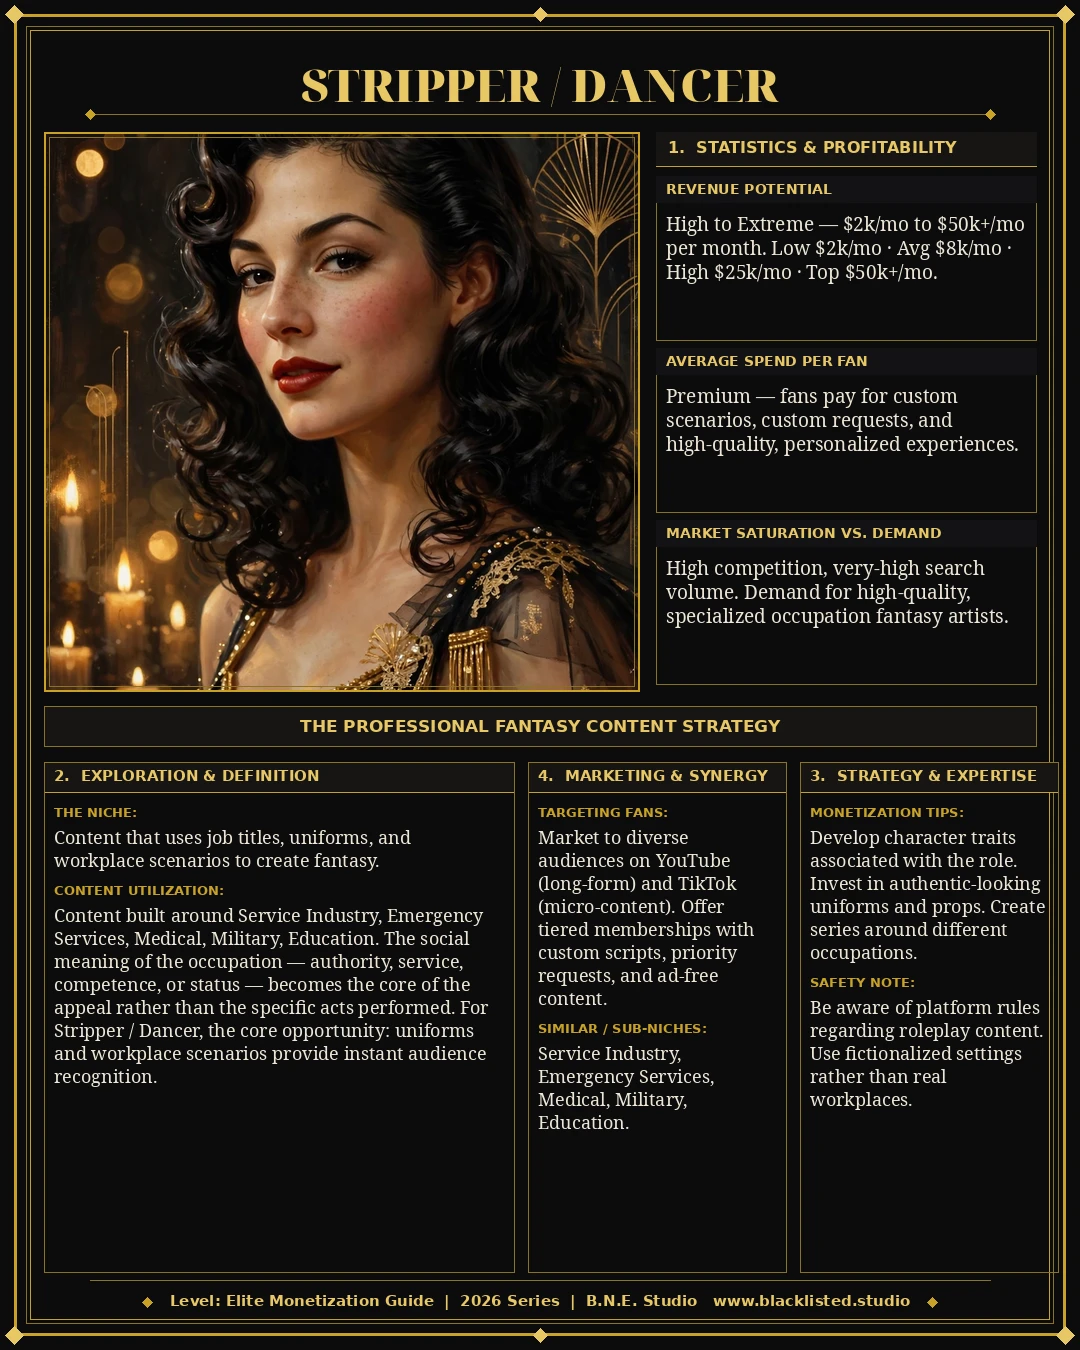 STRIPPER / DANCER
1. STATISTICS & PROFITABILITY
REVENUE POTENTIAL
High to Extreme — $2k/mo to $50k+/mo
per month. Low $2k/mo · Avg $8k/mo ·
High $25k/mo · Top $50k+/mo.
AVERAGE SPEND PER FAN
Premium — fans pay for custom
scenarios, custom requests, and
high-quality, personalized experiences.
MARKET SATURATION VS. DEMAND
High competition, very-high search
volume. Demand for high-quality,
specialized occupation fantasy artists.
THE PROFESSIONAL FANTASY CONTENT STRATEGY
2. EXPLORATION & DEFINITION
THE NICHE:
Content that uses job titles, uniforms, and
workplace scenarios to create fantasy.
CONTENT UTILIZATION:
Content built around Service Industry, Emergency
Services, Medical, Military, Education. The social
meaning of the occupation — authority, service,
competence, or status — becomes the core of the
appeal rather than the specific acts performed. For
Stripper / Dancer, the core opportunity: uniforms
and workplace scenarios provide instant audience
recognition.
4. MARKETING & SYNERGY
TARGETING FANS:
Market to diverse
audiences on YouTube
(long-form) and TikTok
(micro-content). Offer
tiered memberships with
custom scripts, priority
requests, and ad-free
content.
SIMILAR / SUB-NICHES:
Service Industry,
Emergency Services,
Medical, Military,
Education.
3. STRATEGY & EXPERTISE
MONETIZATION TIPS:
Develop character traits
associated with the role.
Invest in authentic-looking
uniforms and props. Create
series around different
occupations.
SAFETY NOTE:
Be aware of platform rules
regarding roleplay content.
Use fictionalized settings
rather than real
workplaces.
Level: Elite Monetization Guide | 2026 Series | B.N.E. Studio www.blacklisted.studio